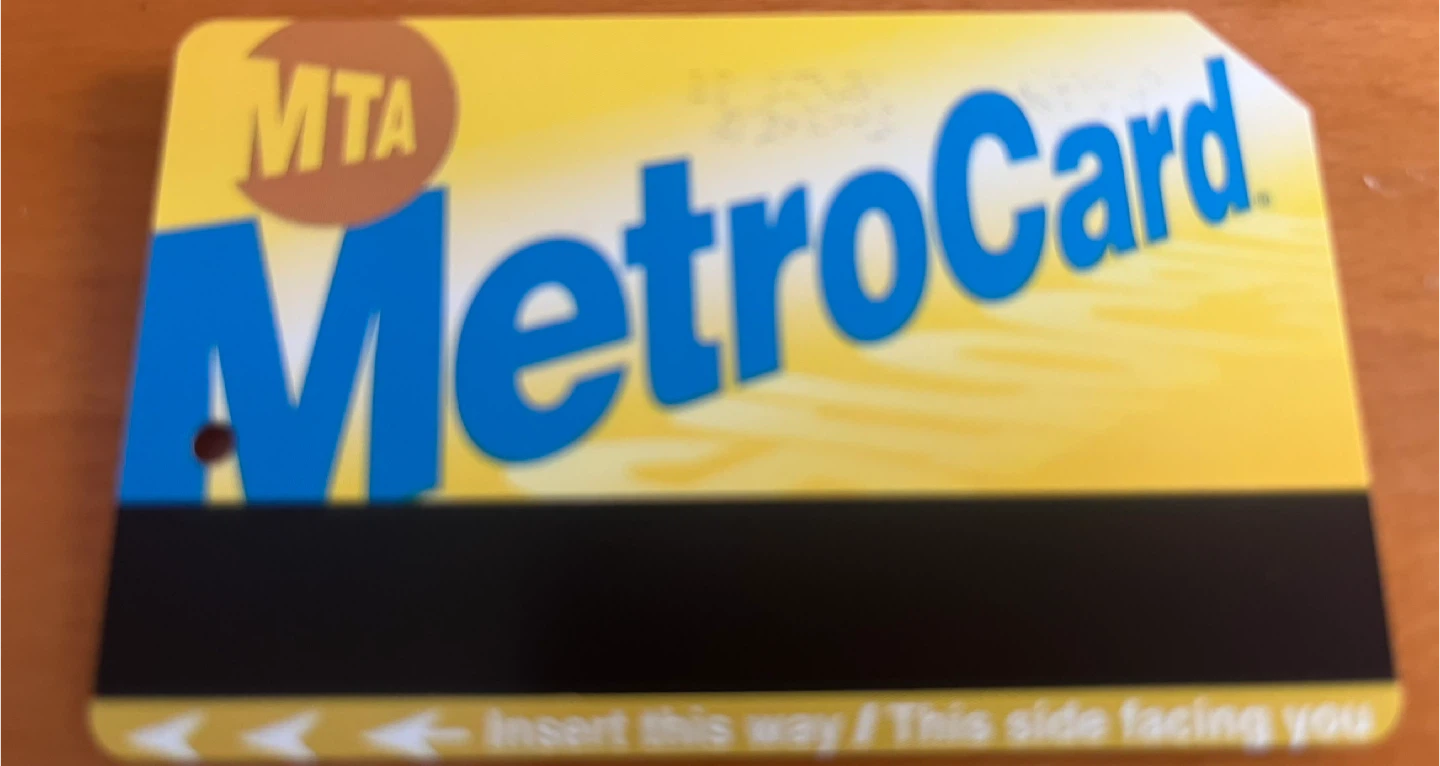 MTA
MetroCard
Insert this way / This side facing you